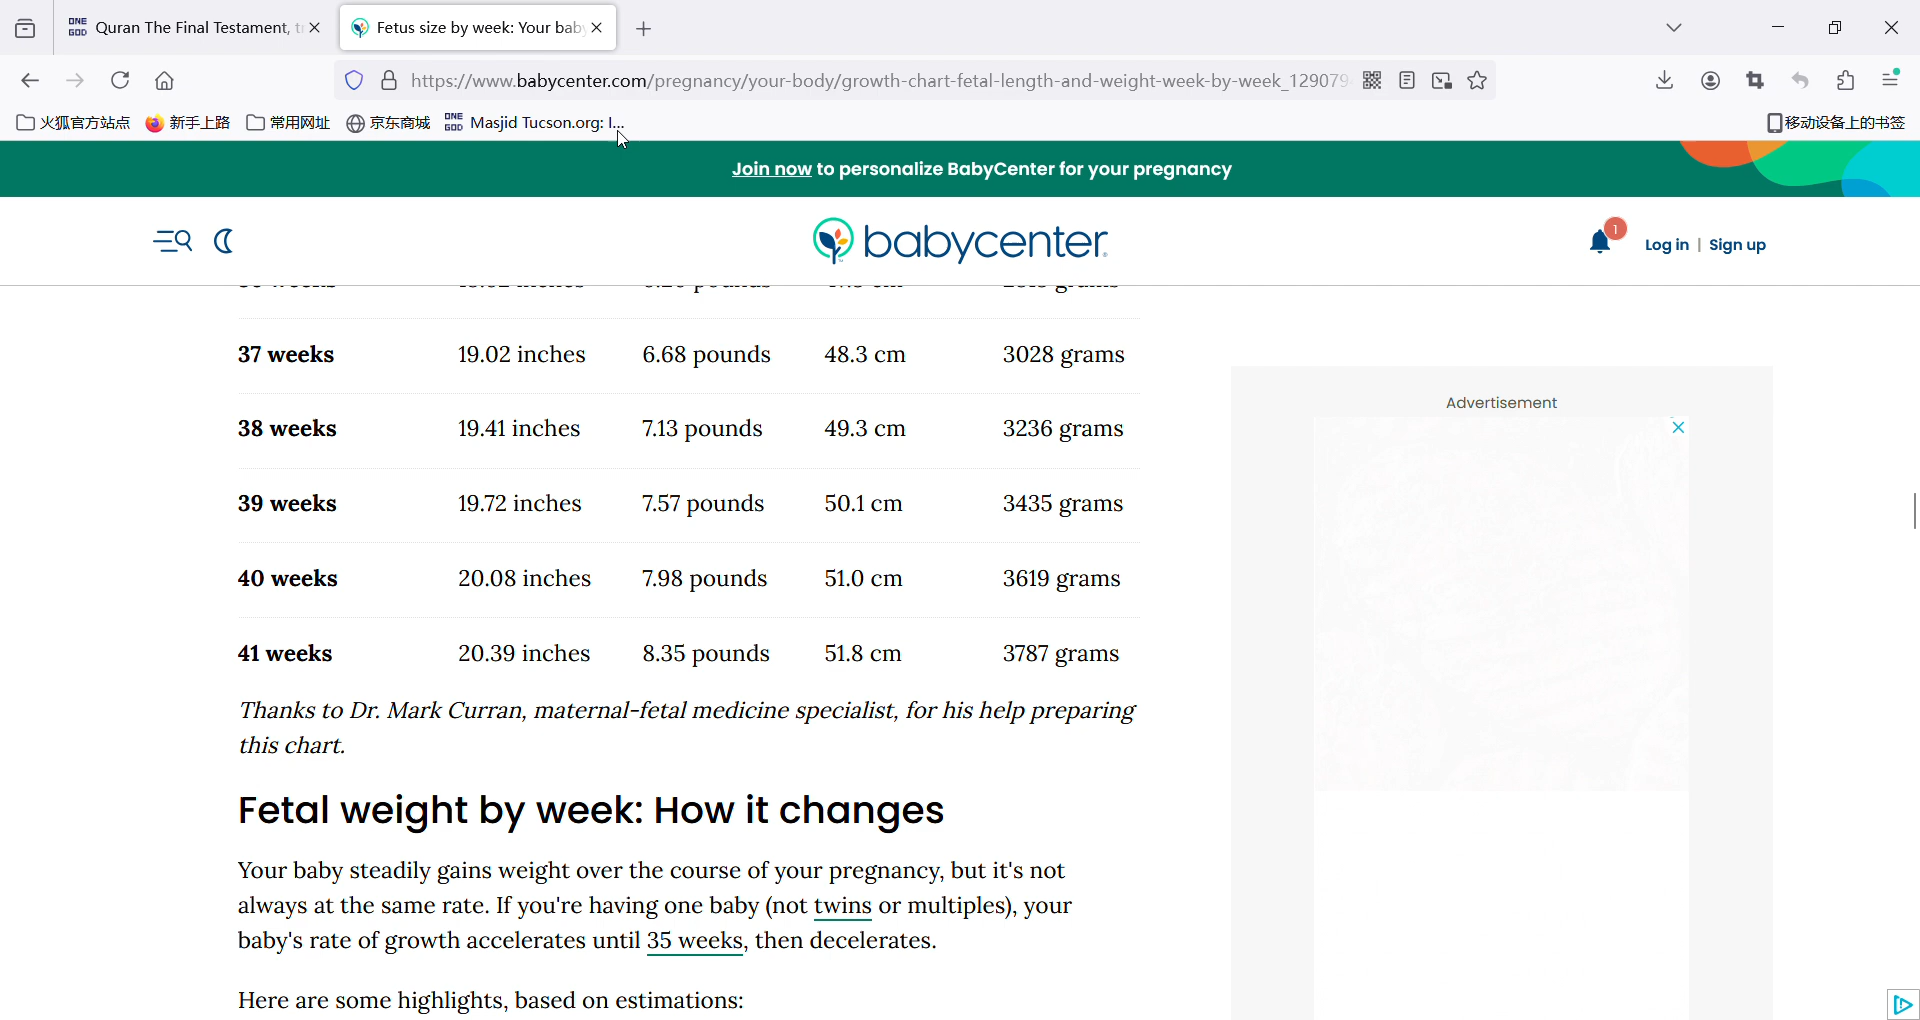 ONE GOD Quran The Final Testament, Fetus size by week: Your bab
https://www.babycenter.com/pregnancy/your-body/growth-chart-fetal-length-and-weight-week-by-week_129079
火狐官方站点 新手上路 常用网址 京东商城 ONE GOD Masjid Tucson.org: I... 移动设备上的书签
Join now to personalize BabyCenter for your pregnancy
babycenter 1 Log in | Sign up
37 weeks 19.02 inches 6.68 pounds 48.3 cm 3028 grams
Advertisement
38 weeks 19.41 inches 7.13 pounds 49.3 cm 3236 grams
39 weeks 19.72 inches 7.57 pounds 50.1 cm 3435 grams
40 weeks 20.08 inches 7.98 pounds 51.0 cm 3619 grams
41 weeks 20.39 inches 8.35 pounds 51.8 cm 3787 grams
Thanks to Dr. Mark Curran, maternal-fetal medicine specialist, for his help preparing
this chart.
Fetal weight by week: How it changes
Your baby steadily gains weight over the course of your pregnancy, but it's not
always at the same rate. If you're having one baby (not twins or multiples), your
baby's rate of growth accelerates until 35 weeks, then decelerates.
Here are some highlights, based on estimations: